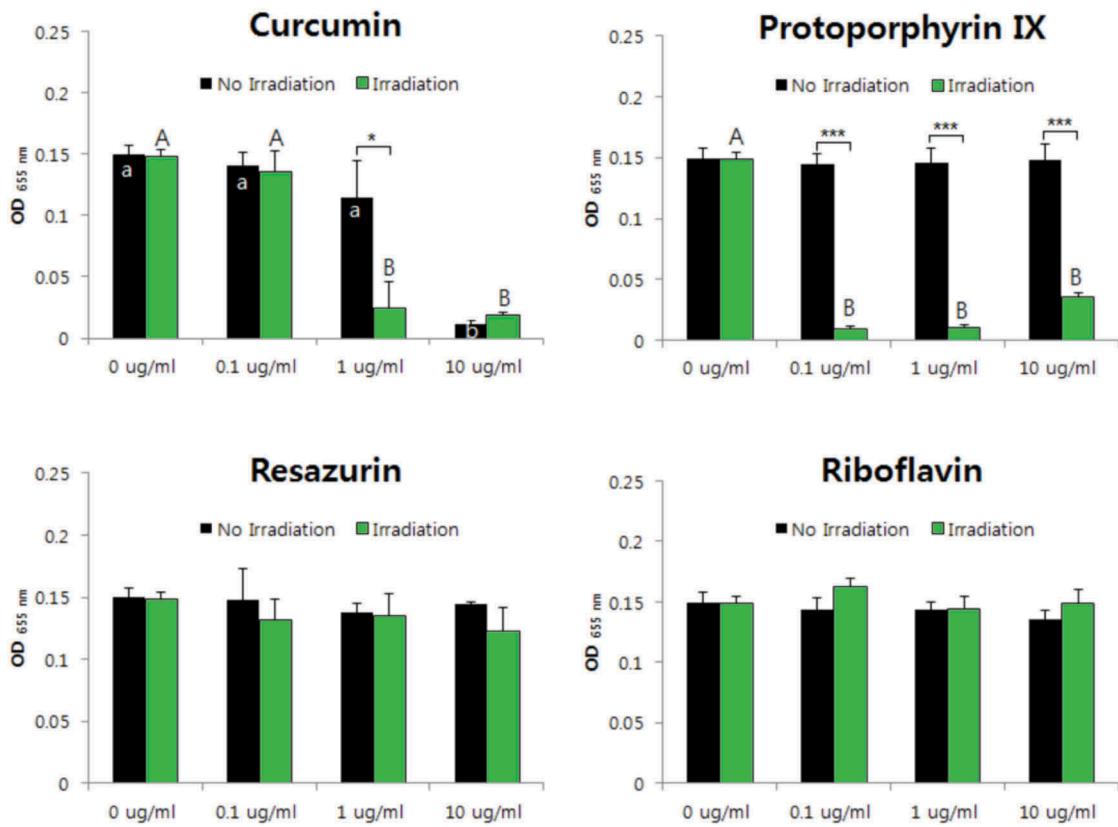 Curcumin
0.25
0.2
0.15
0.1
0.05
0
OD 655 nm
No Irradiation Irradiation
a A
a A
*
a B
b B
0 ug/ml 0.1 ug/ml 1 ug/ml 10 ug/ml
Protoporphyrin IX
0.25
0.2
0.15
0.1
0.05
0
OD 655 nm
No Irradiation Irradiation
*** *** ***
A
B B B
0 ug/ml 0.1 ug/ml 1 ug/ml 10 ug/ml
Resazurin
0.25
0.2
0.15
0.1
0.05
0
OD 655 nm
No Irradiation Irradiation
0 ug/ml 0.1 ug/ml 1 ug/ml 10 ug/ml
Riboflavin
0.25
0.2
0.15
0.1
0.05
0
OD 655 nm
No Irradiation Irradiation
0 ug/ml 0.1 ug/ml 1 ug/ml 10 ug/ml